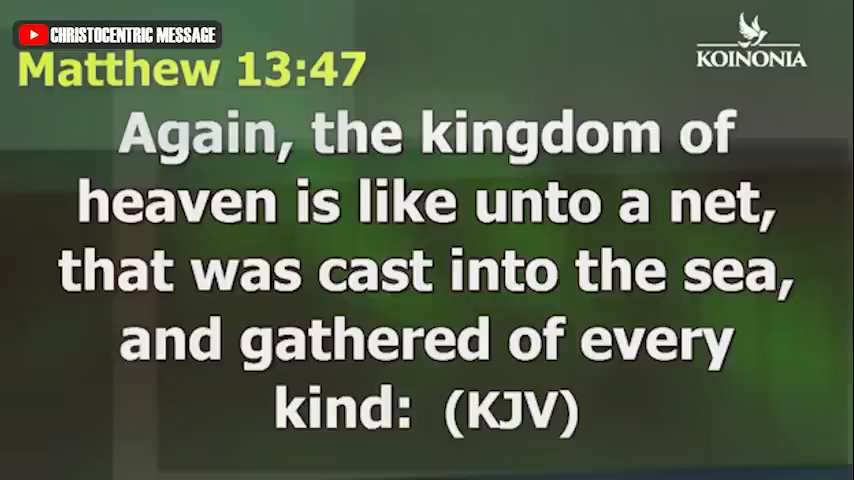 CHRISTOCENTRIC MESSAGE
KOINONIA
Matthew 13:47
Again, the kingdom of
heaven is like unto a net,
that was cast into the sea,
and gathered of every
kind: (KJV)